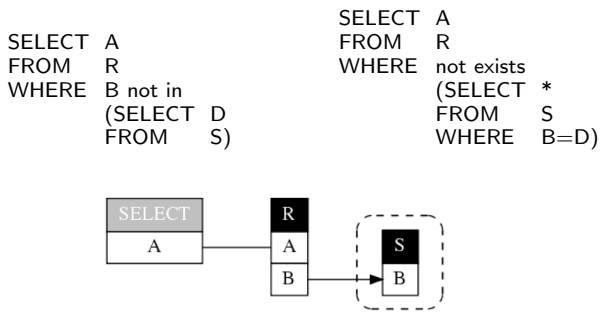 SELECT A
FROM R
WHERE B not in
(SELECT D
FROM S)
SELECT A
FROM R
WHERE not exists
(SELECT *
FROM S
WHERE B=D)
SELECT
A
R
A
B
S
B